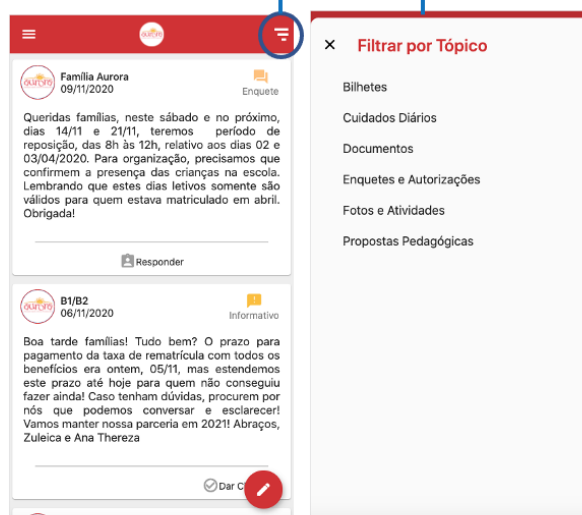 aurora
Família Aurora
09/11/2020
Enquete
Queridas famílias, neste sábado e no próximo,
dias 14/11 e 21/11, teremos período de
reposição, das 8h às 12h, relativo aos dias 02 e
03/04/2020. Para organização, precisamos que
confirmem a presença das crianças na escola.
Lembrando que estes dias letivos somente são
válidos para quem estava matriculado em abril.
Obrigada!
Responder
aurora
B1/B2
06/11/2020
Informativo
Boa tarde famílias! Tudo bem? O prazo para
pagamento da taxa de rematrícula com todos os
benefícios era ontem, 05/11, mas estendemos
este prazo até hoje para quem não conseguiu
fazer ainda! Caso tenham dúvidas, procurem por
nós que podemos conversar e esclarecer!
Vamos manter nossa parceria em 2021! Abraços,
Zuleica e Ana Thereza
Dar C
Filtrar por Tópico
Bilhetes
Cuidados Diários
Documentos
Enquetes e Autorizações
Fotos e Atividades
Propostas Pedagógicas